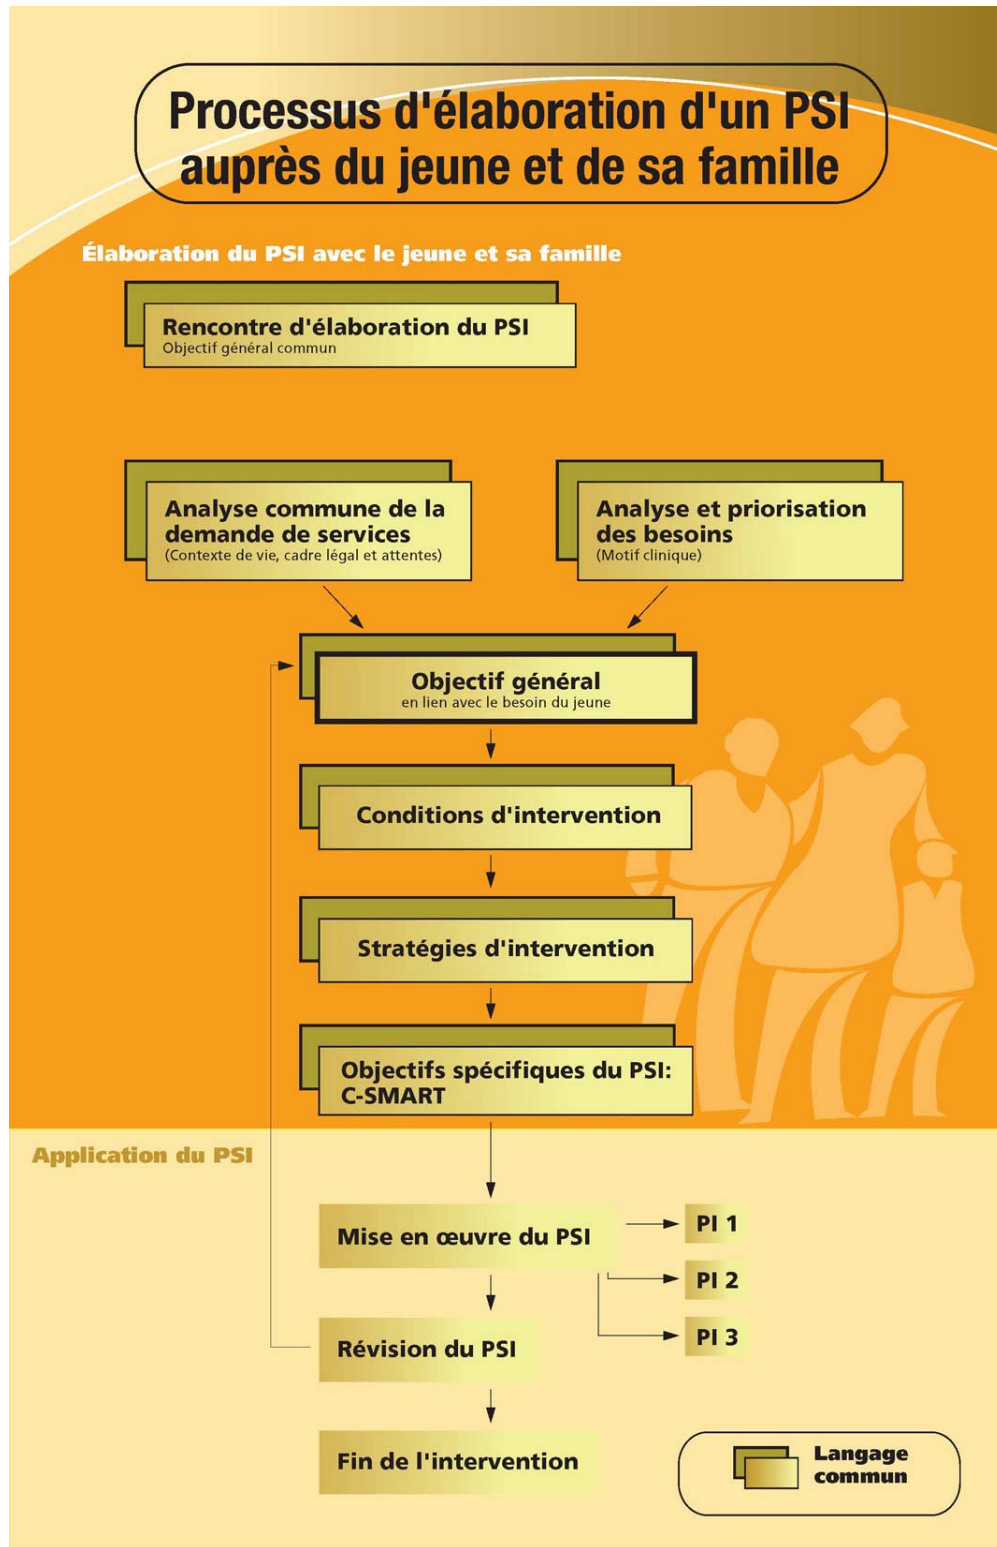 Processus d'élaboration d'un PSI
auprès du jeune et de sa famille
Élaboration du PSI avec le jeune et sa famille
Rencontre d'élaboration du PSI
Objectif général commun
Analyse commune de la
demande de services
(Contexte de vie, cadre légal et attentes)
Analyse et priorisation
des besoins
(Motif clinique)
Objectif général
en lien avec le besoin du jeune
Conditions d'intervention
Stratégies d'intervention
Objectifs spécifiques du PSI:
C-SMART
Application du PSI
Mise en œuvre du PSI
PI 1
PI 2
PI 3
Révision du PSI
Fin de l'intervention
Langage
commun